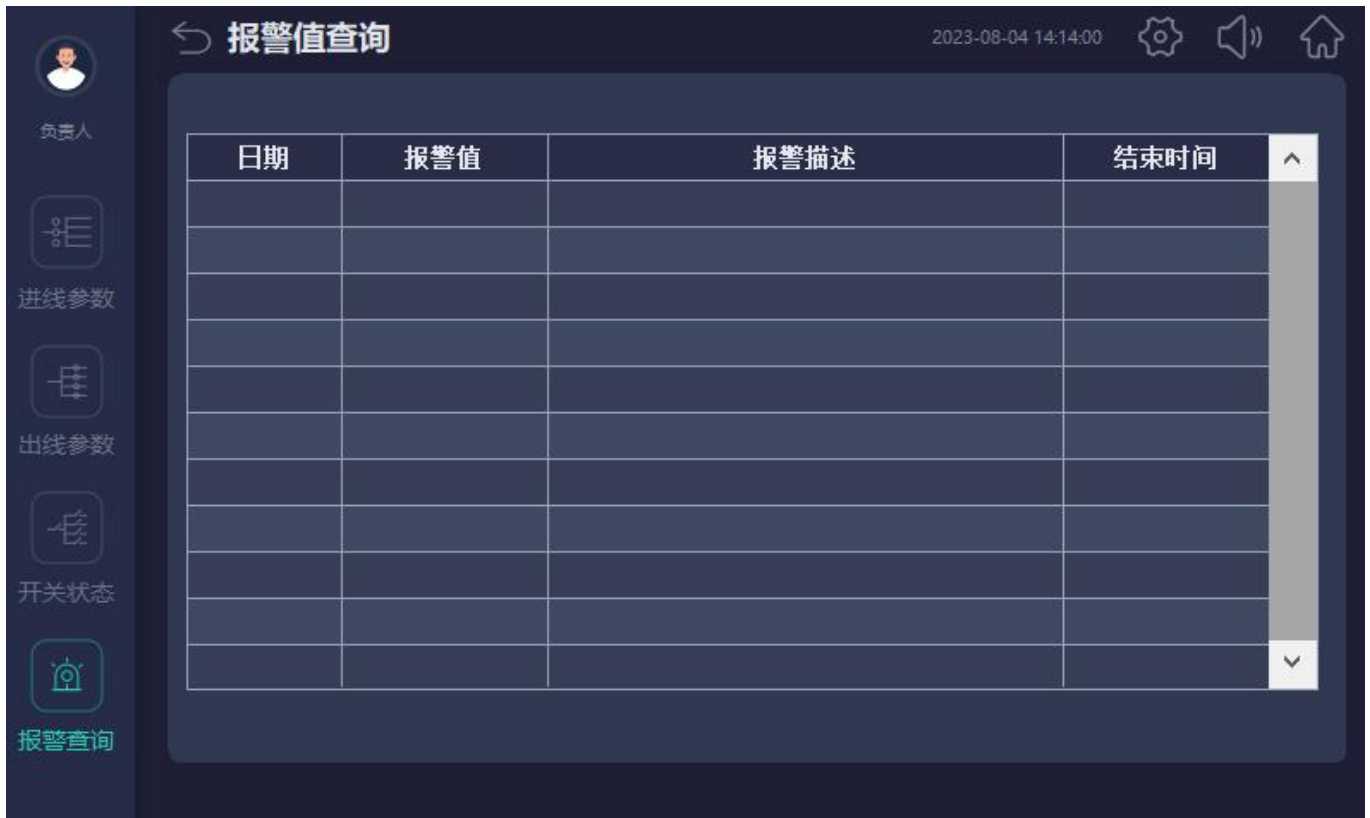 报警值查询
2023-08-04 14:14:00
负责人
进线参数
出线参数
开关状态
报警查询
日期 报警值 报警描述 结束时间